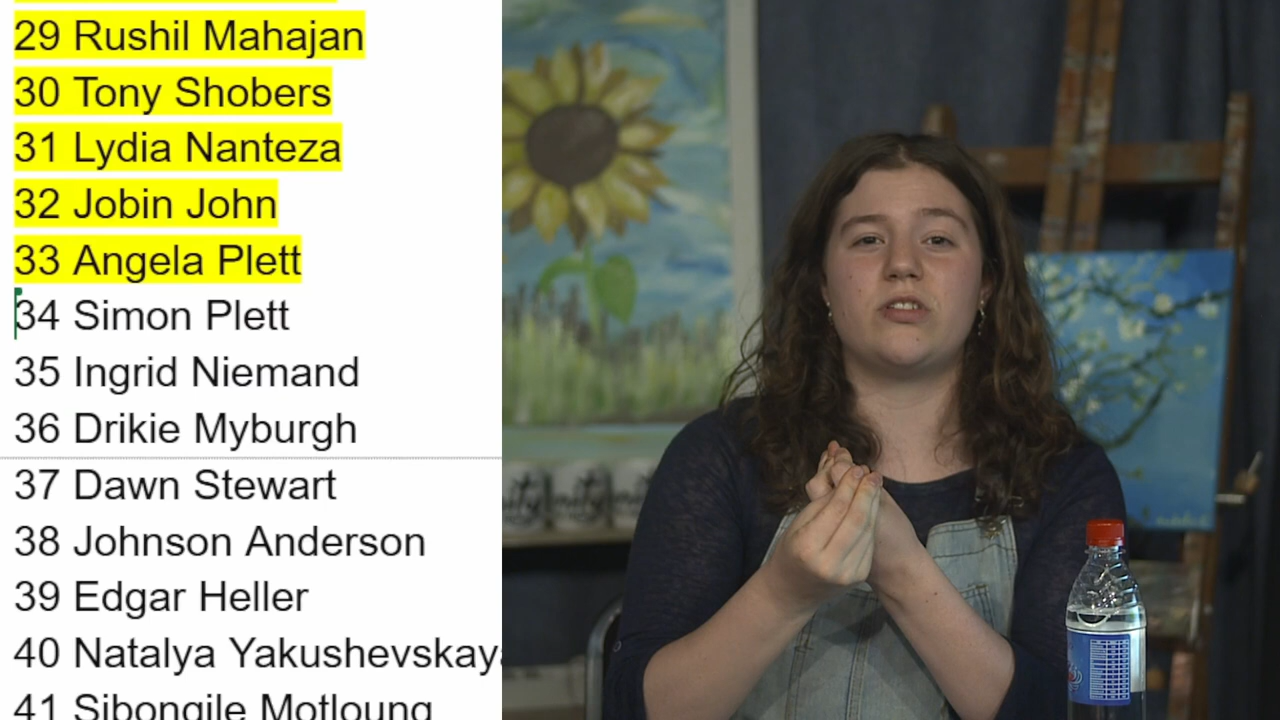 29 Rushil Mahajan
30 Tony Shobers
31 Lydia Nanteza
32 Jobin John
33 Angela Plett
34 Simon Plett
35 Ingrid Niemand
36 Drikie Myburgh
37 Dawn Stewart
38 Johnson Anderson
39 Edgar Heller
40 Natalya Yakushevskaya
41 Sibongile Motloung